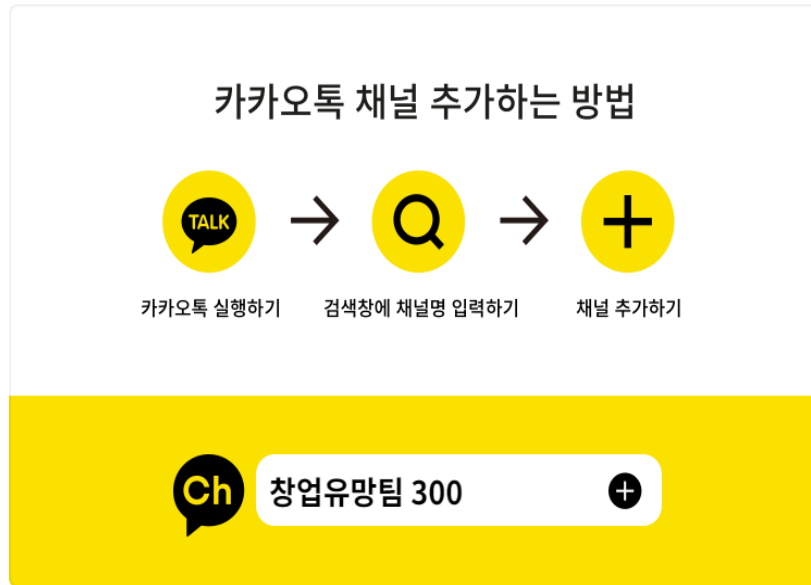 카카오톡 채널 추가하는 방법
TALK
카카오톡 실행하기
검색창에 채널명 입력하기
채널 추가하기
Ch
창업유망팀 300